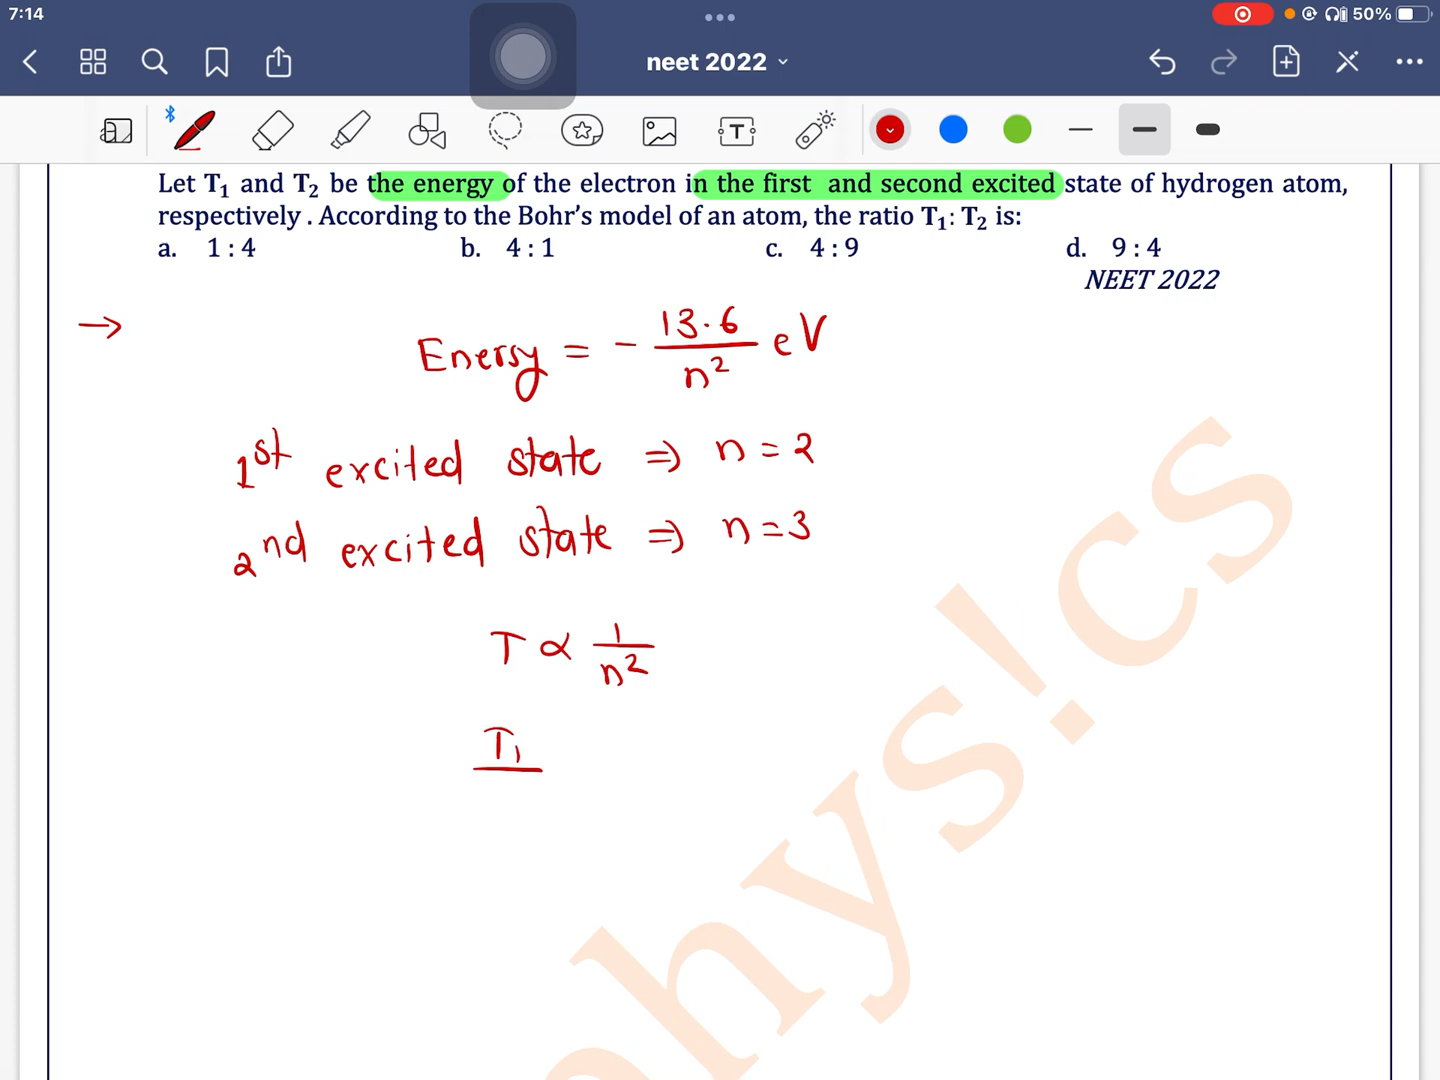 7:14
50%
neet 2022
T
Let T₁ and T₂ be the energy of the electron in the first and second excited state of hydrogen atom,
respectively . According to the Bohr's model of an atom, the ratio T₁: T₂ is:
a. 1 : 4 b. 4 : 1 c. 4 : 9 d. 9 : 4
NEET 2022
→ Energy = - 13.6/n² eV
1st excited state ⇒ n = 2
2nd excited state ⇒ n = 3
T ∝ 1/n²
T₁
phys!cs